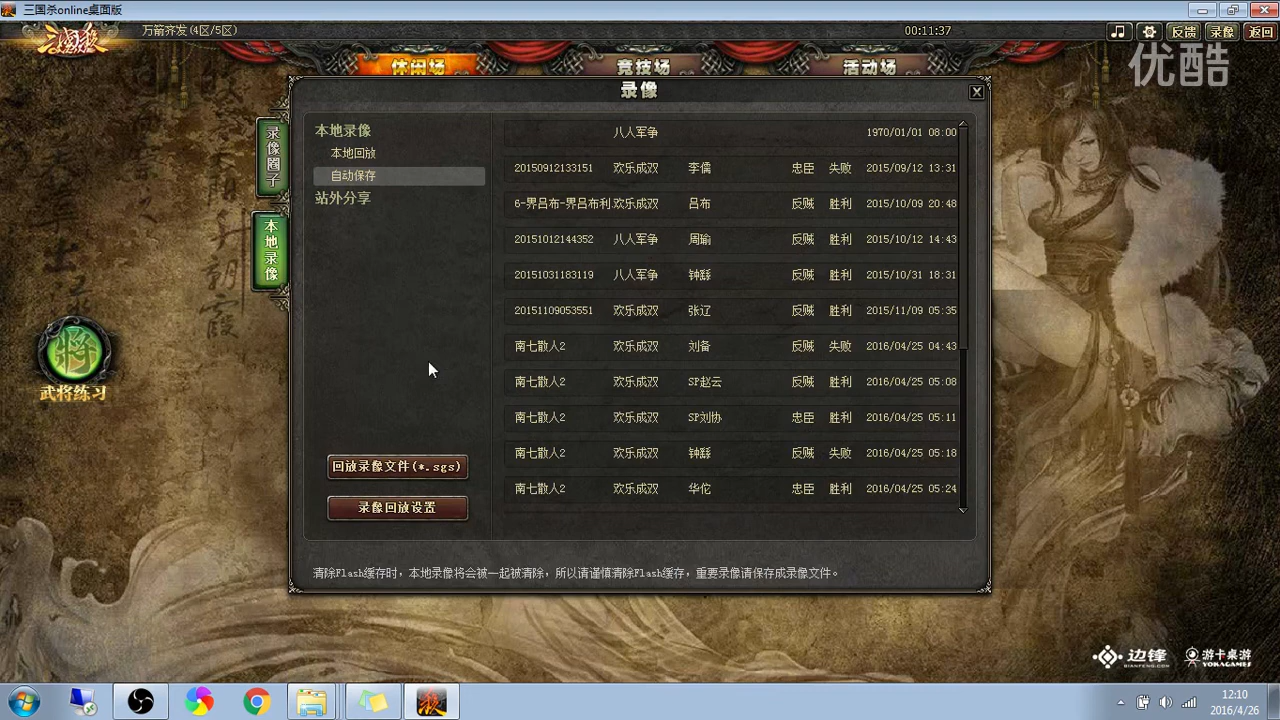 三国杀online桌面版
三国杀
万箭齐发(4区/5区)
00:11:37
反馈
录像
返回
优酷
休闲场
竞技场
活动场
录像
录像圈子
本地录像
本地录像
本地回放
自动保存
站外分享
八人军争 1970/01/01 08:00
20150912133151 欢乐成双 李儒 忠臣 失败 2015/09/12 13:31
6-界吕布-界吕布利 欢乐成双 吕布 反贼 胜利 2015/10/09 20:48
20151012144352 八人军争 周瑜 反贼 胜利 2015/10/12 14:43
20151031183119 八人军争 钟繇 反贼 胜利 2015/10/31 18:31
20151109053551 欢乐成双 张辽 反贼 胜利 2015/11/09 05:35
南七散人2 欢乐成双 刘备 反贼 失败 2016/04/25 04:43
南七散人2 欢乐成双 SP赵云 反贼 胜利 2016/04/25 05:08
南七散人2 欢乐成双 SP刘协 忠臣 胜利 2016/04/25 05:11
南七散人2 欢乐成双 钟繇 反贼 失败 2016/04/25 05:18
南七散人2 欢乐成双 华佗 忠臣 胜利 2016/04/25 05:24
将
武将练习
回放录像文件(*.sgs)
录像回放设置
清除Flash缓存时，本地录像将会被一起被清除，所以请谨慎清除Flash缓存，重要录像请保存成录像文件。
边锋
BIANFENG.COM
游卡桌游
YOKAGAMES
杀
12:10
2016/4/26